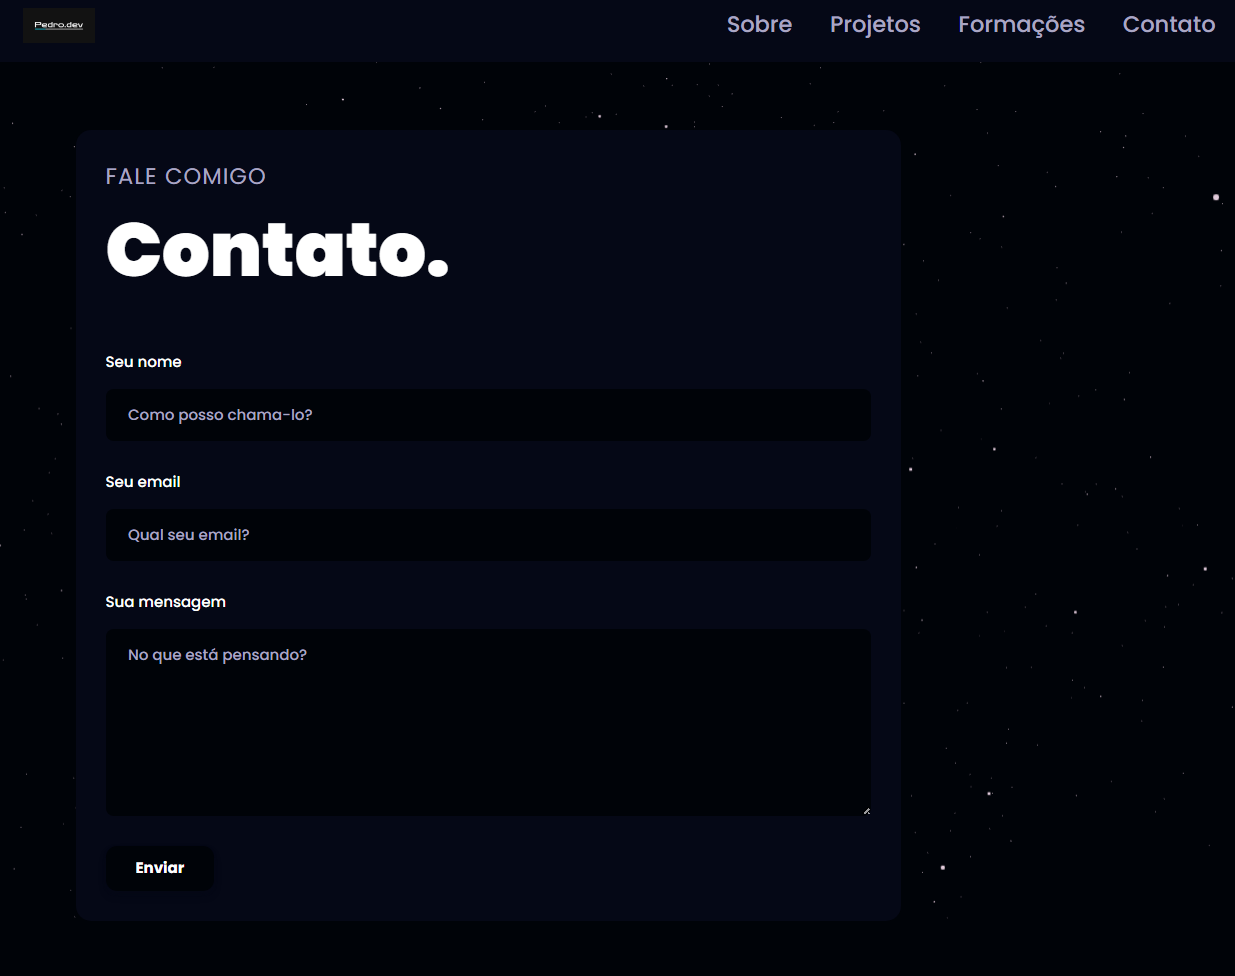 Pedro.dev
Sobre Projetos Formações Contato
FALE COMIGO
Contato.
Seu nome
Como posso chama-lo?
Seu email
Qual seu email?
Sua mensagem
No que está pensando?
Enviar